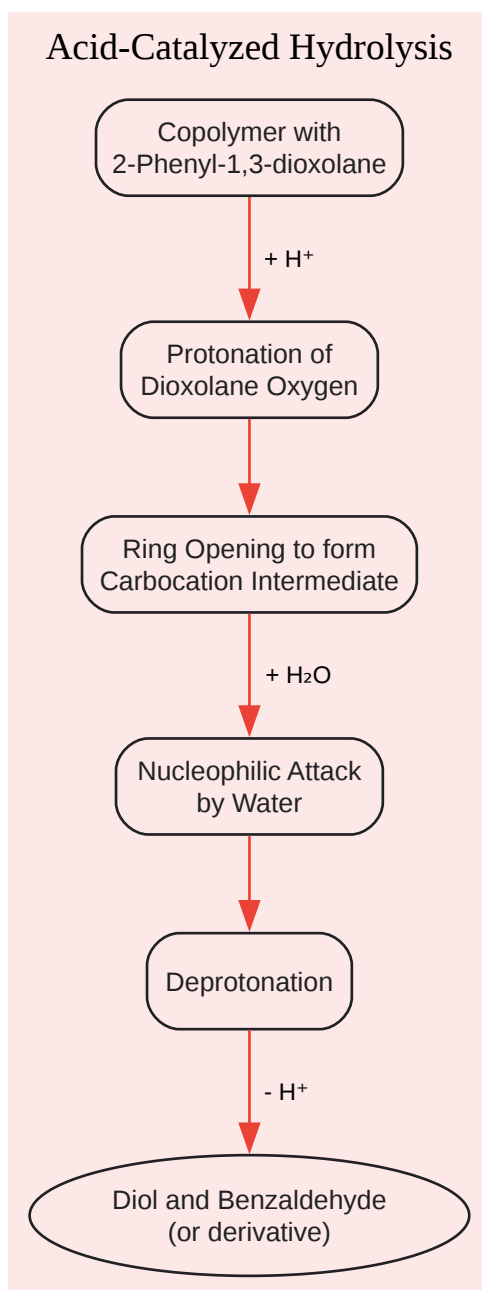 Acid-Catalyzed Hydrolysis
Copolymer with
2-Phenyl-1,3-dioxolane
+ H⁺
Protonation of
Dioxolane Oxygen
Ring Opening to form
Carbocation Intermediate
+ H₂O
Nucleophilic Attack
by Water
Deprotonation
- H⁺
Diol and Benzaldehyde
(or derivative)